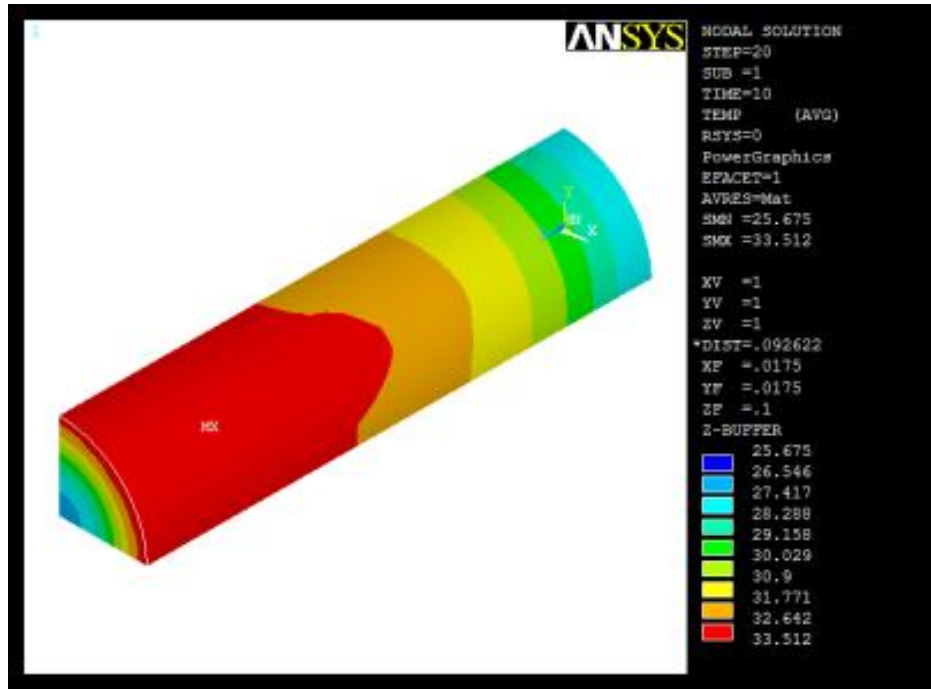 1
ANSYS
NODAL SOLUTION
STEP=20
SUB =1
TIME=10
TEMP (AVG)
RSYS=0
PowerGraphics
EFACET=1
AVRES=Mat
SMN =25.675
SMX =33.512
XV =1
YV =1
ZV =1
*DIST=.092622
XF =.0175
YF =.0175
ZF =.1
Z-BUFFER
25.675
26.546
27.417
28.288
29.158
30.029
30.9
31.771
32.642
33.512
Y
X
MX